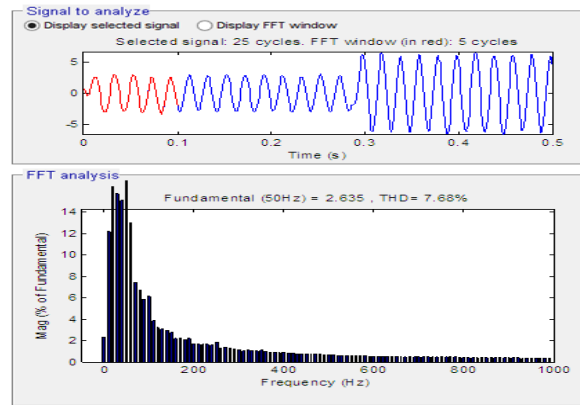 Signal to analyze
Display selected signal Display FFT window
Selected signal: 25 cycles. FFT window (in red): 5 cycles
5
0
-5
0 0.1 0.2 0.3 0.4 0.5
Time (s)
FFT analysis
Fundamental (50Hz) = 2.635 , THD= 7.68%
14
12
10
8
6
4
2
0
Mag (% of Fundamental)
0 200 400 600 800 1000
Frequency (Hz)